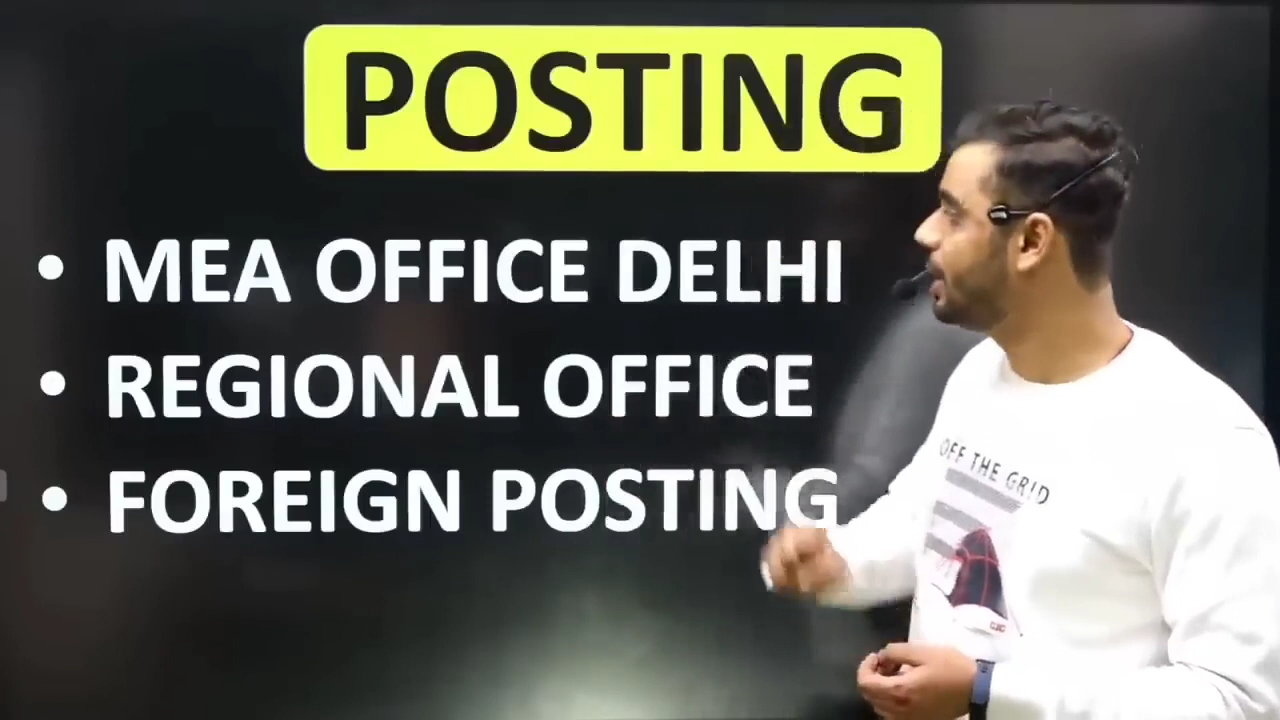 POSTING
• MEA OFFICE DELHI
• REGIONAL OFFICE
• FOREIGN POSTING
OFF THE GRID